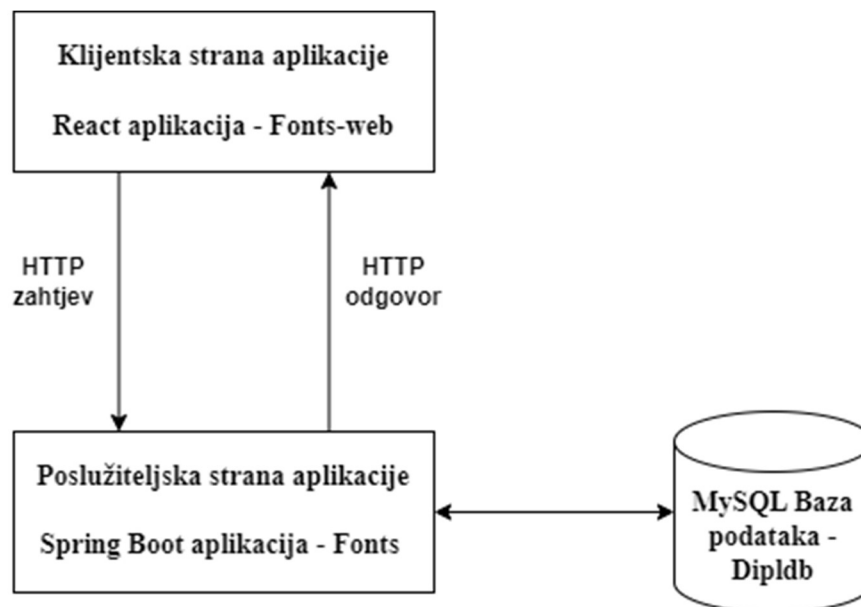 Klijentska strana aplikacije
React aplikacija - Fonts-web
HTTP
zahtjev
HTTP
odgovor
Poslužiteljska strana aplikacije
Spring Boot aplikacija - Fonts
MySQL Baza
podataka -
Dipldb